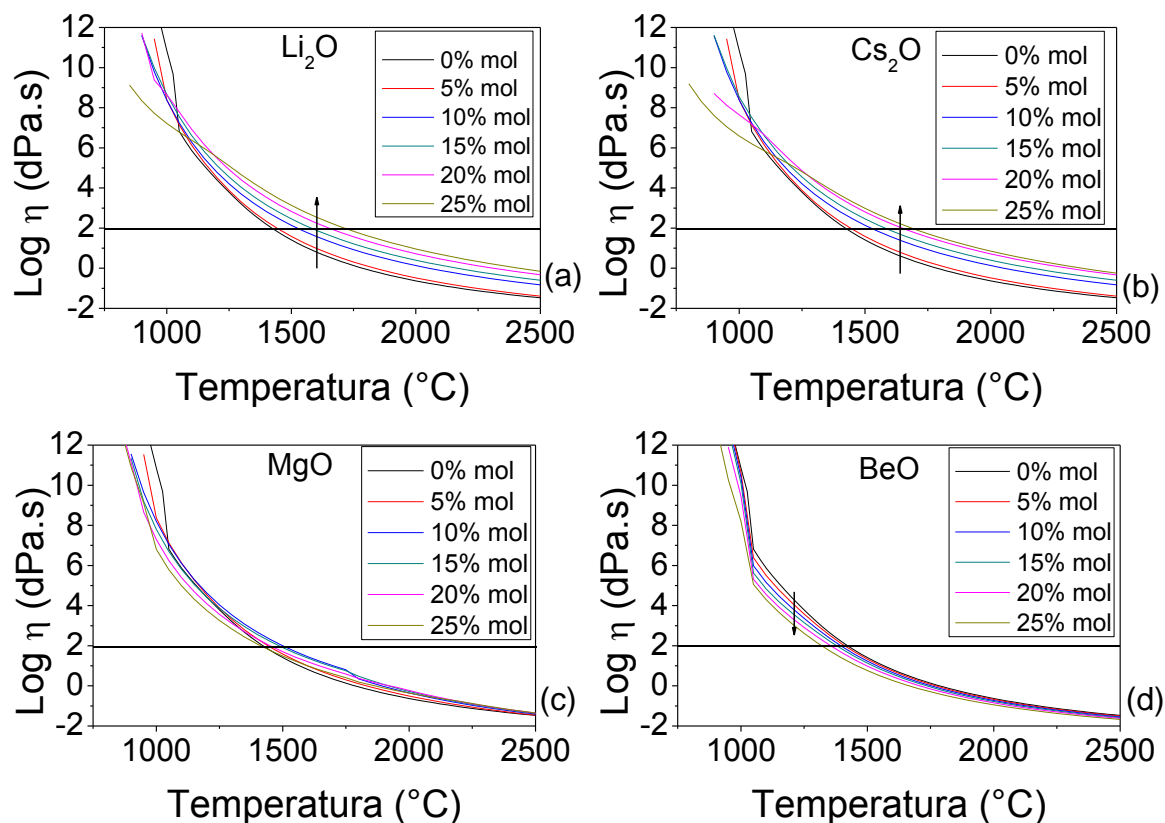 Li₂O
0% mol
5% mol
10% mol
15% mol
20% mol
25% mol
12
10
8
6
4
2
0
-2
Log η (dPa.s)
1000 1500 2000 2500
Temperatura (°C)
(a)
Cs₂O
0% mol
5% mol
10% mol
15% mol
20% mol
25% mol
12
10
8
6
4
2
0
-2
Log η (dPa.s)
1000 1500 2000 2500
Temperatura (°C)
(b)
MgO
0% mol
5% mol
10% mol
15% mol
20% mol
25% mol
12
10
8
6
4
2
0
-2
Log η (dPa.s)
1000 1500 2000 2500
Temperatura (°C)
(c)
BeO
0% mol
5% mol
10% mol
15% mol
20% mol
25% mol
12
10
8
6
4
2
0
-2
Log η (dPa.s)
1000 1500 2000 2500
Temperatura (°C)
(d)